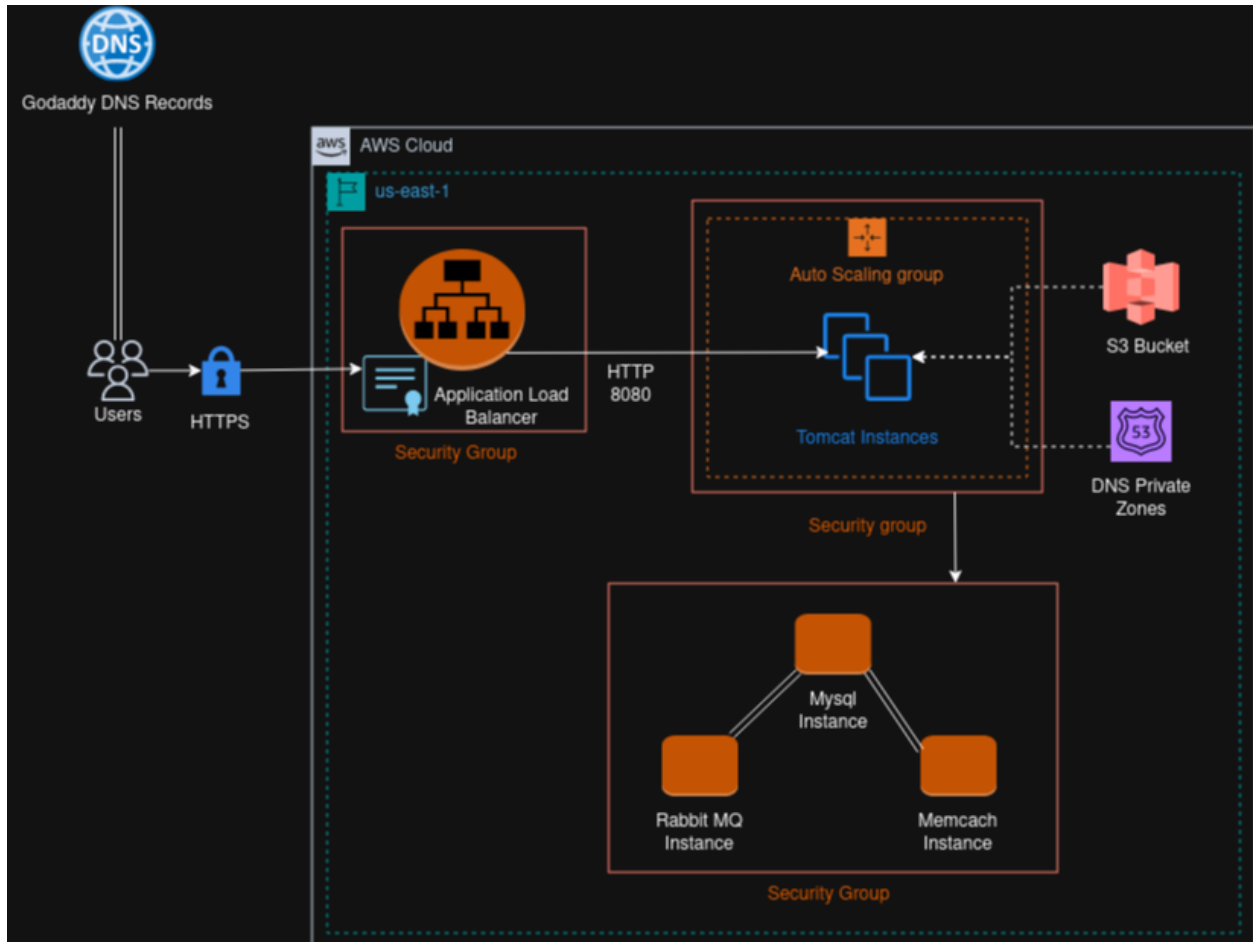 DNS
Godaddy DNS Records
aws
AWS Cloud
us-east-1
Auto Scaling group
S3 Bucket
HTTP
8080
Application Load
Balancer
Users
HTTPS
Security Group
Tomcat Instances
53
DNS Private
Zones
Security group
Mysql
Instance
Rabbit MQ
Instance
Memcach
Instance
Security Group